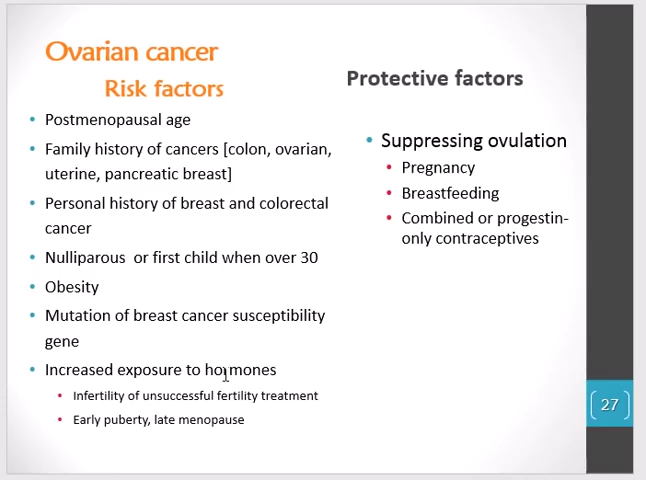 Ovarian cancer
Risk factors
Postmenopausal age
Family history of cancers [colon, ovarian,
uterine, pancreatic breast]
Personal history of breast and colorectal
cancer
Nulliparous or first child when over 30
Obesity
Mutation of breast cancer susceptibility
gene
Increased exposure to hormones
Infertility of unsuccessful fertility treatment
Early puberty, late menopause
Protective factors
Suppressing ovulation
Pregnancy
Breastfeeding
Combined or progestin-
only contraceptives
27